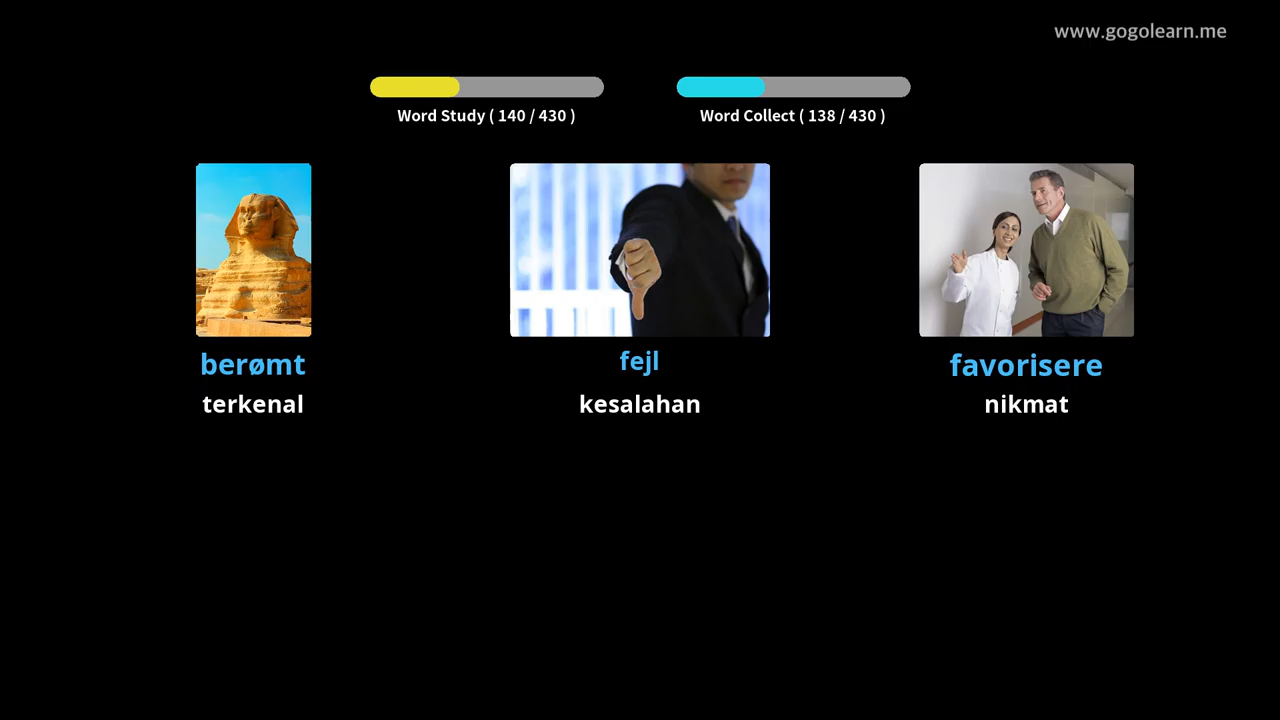 www.gogolearn.me
Word Study ( 140 / 430 )
Word Collect ( 138 / 430 )
berømt
terkenal
fejl
kesalahan
favorisere
nikmat